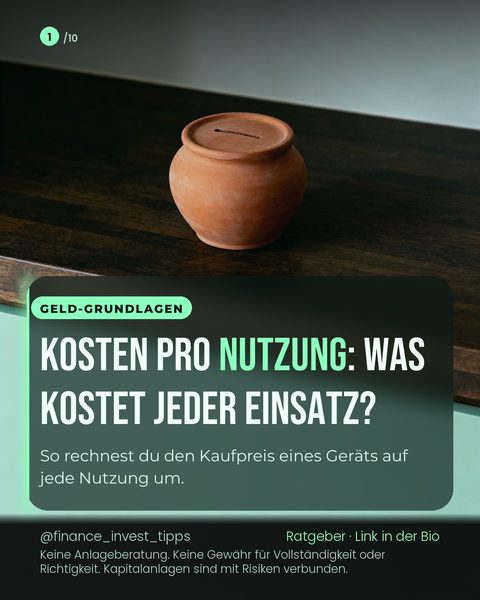 1 /10
GELD-GRUNDLAGEN
KOSTEN PRO NUTZUNG: WAS
KOSTET JEDER EINSATZ?
So rechnest du den Kaufpreis eines Geräts auf
jede Nutzung um.
@finance_invest_tipps Ratgeber · Link in der Bio
Keine Anlageberatung. Keine Gewähr für Vollständigkeit oder
Richtigkeit. Kapitalanlagen sind mit Risiken verbunden.